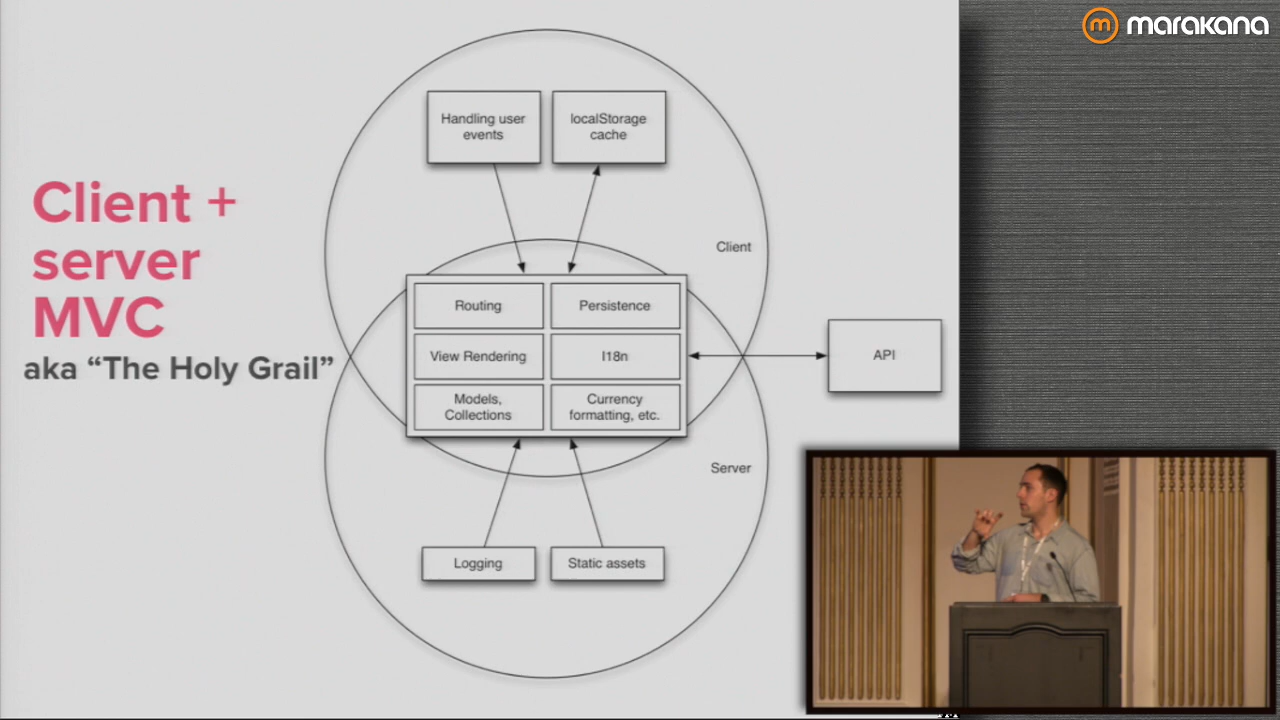 marakana
Client +
server
MVC
aka “The Holy Grail”
Handling user
events
localStorage
cache
Client
Routing
Persistence
View Rendering
I18n
Models,
Collections
Currency
formatting, etc.
API
Server
Logging
Static assets